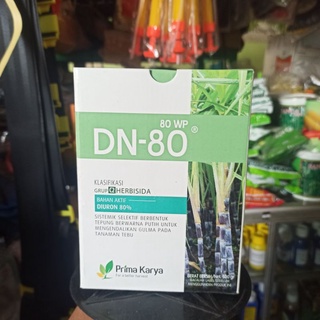 80 WP
DN-80®
KLASIFIKASI
GRUP C2 HERBISIDA
BAHAN AKTIF
DIURON 80%
SISTEMIK SELEKTIF BERBENTUK
TEPUNG BERWARNA PUTIH UNTUK
MENGENDALIKAN GULMA PADA
TANAMAN TEBU
Prima Karya